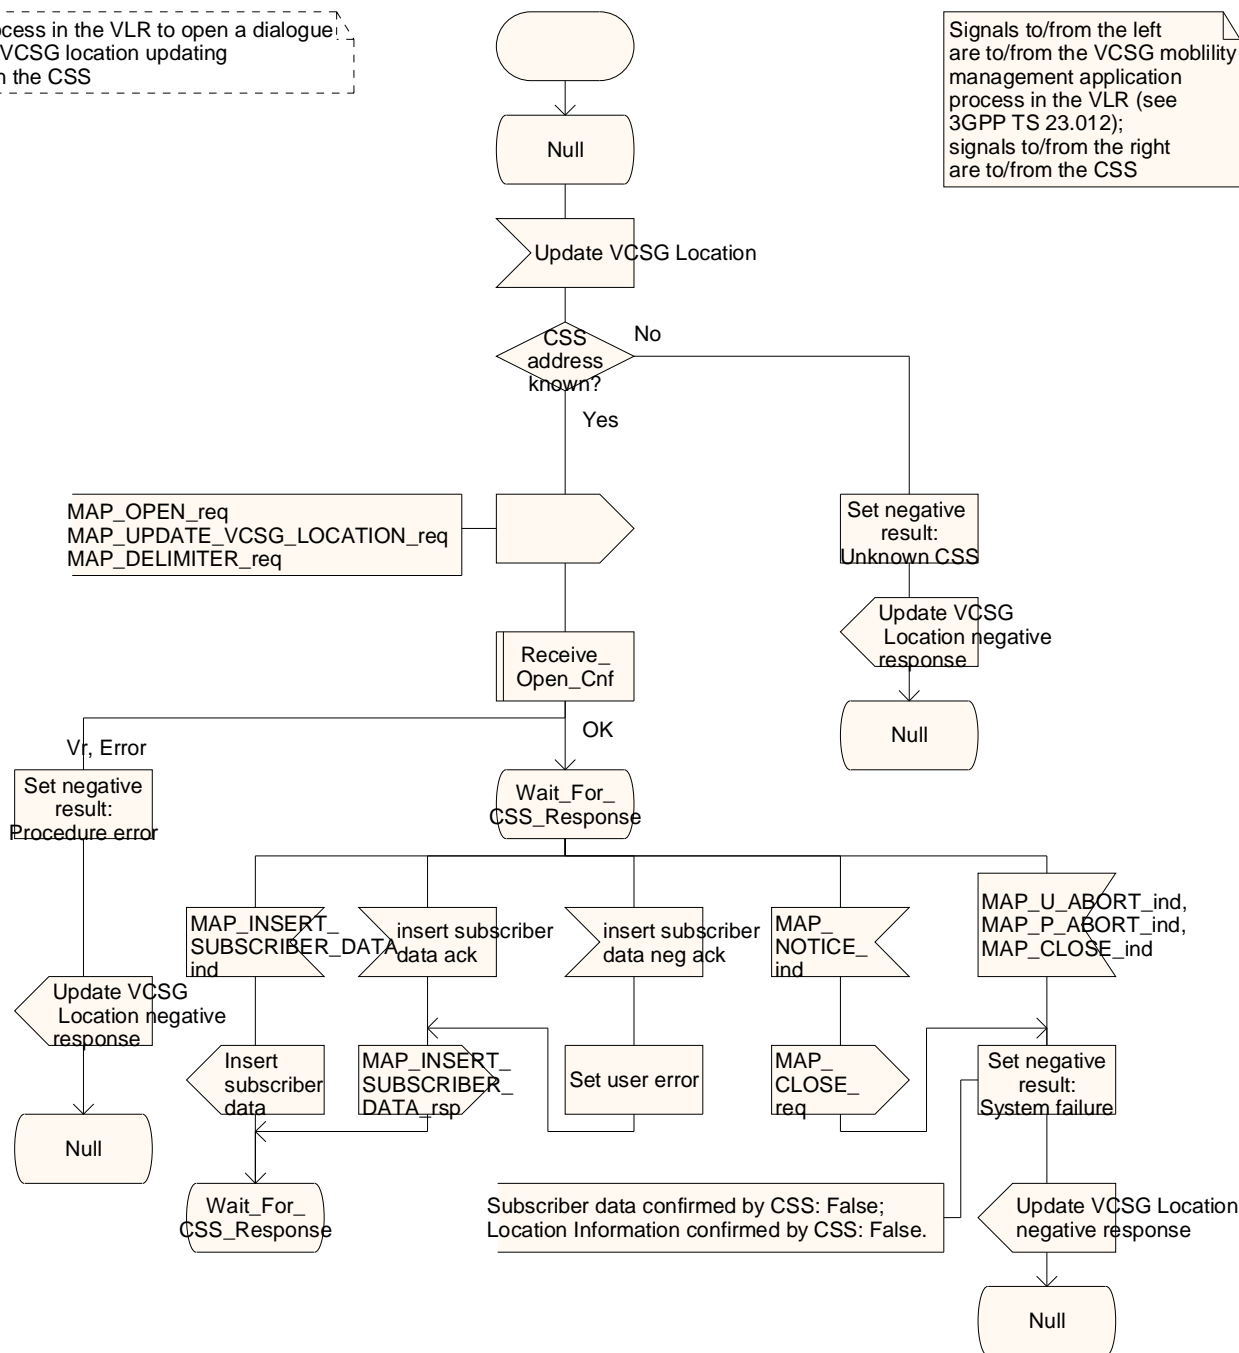 cess in the VLR to open a dialogue
VCSG location updating
the CSS
Signals to/from the left
are to/from the VCSG moblility
management application
process in the VLR (see
3GPP TS 23.012);
signals to/from the right
are to/from the CSS
Null
Update VCSG Location
CSS
address
known?
No
Yes
MAP_OPEN_req
MAP_UPDATE_VCSG_LOCATION_req
MAP_DELIMITER_req
Set negative
result:
Unknown CSS
Update VCSG
Location negative
response
Null
Receive_
Open_Cnf
OK
Vr, Error
Set negative
result:
Procedure error
Wait_For_
CSS_Response
MAP_INSERT_
SUBSCRIBER_DATA_
ind
insert subscriber
data ack
insert subscriber
data neg ack
MAP_
NOTICE_
ind
MAP_U_ABORT_ind,
MAP_P_ABORT_ind,
MAP_CLOSE_ind
Update VCSG
Location negative
response
Insert
subscriber
data
MAP_INSERT_
SUBSCRIBER_
DATA_rsp
Set user error
MAP_
CLOSE_
req
Set negative
result:
System failure
Null
Wait_For_
CSS_Response
Subscriber data confirmed by CSS: False;
Location Information confirmed by CSS: False.
Update VCSG Location
negative response
Null